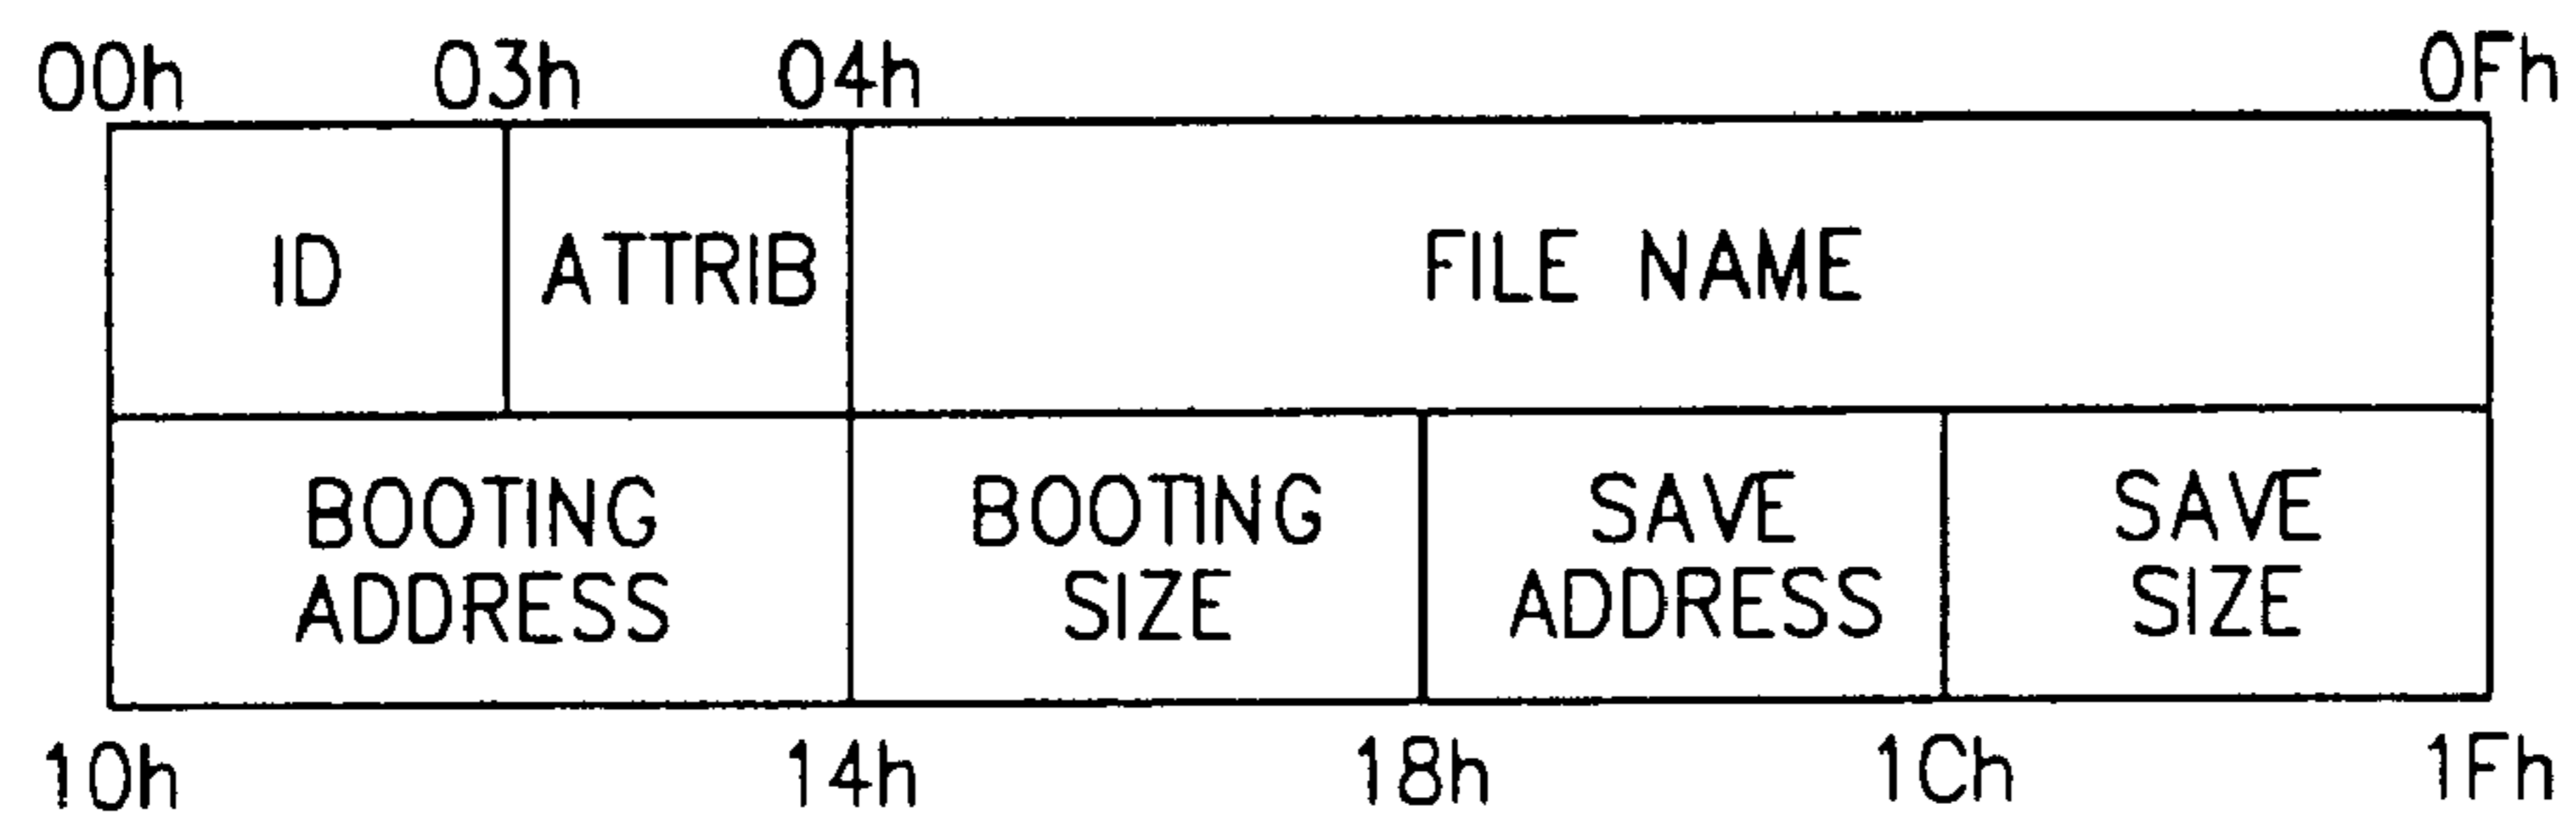 00h 03h 04h 0Fh
ID ATTRIB FILE NAME
BOOTING ADDRESS BOOTING SIZE SAVE ADDRESS SAVE SIZE
10h 14h 18h 1Ch 1Fh